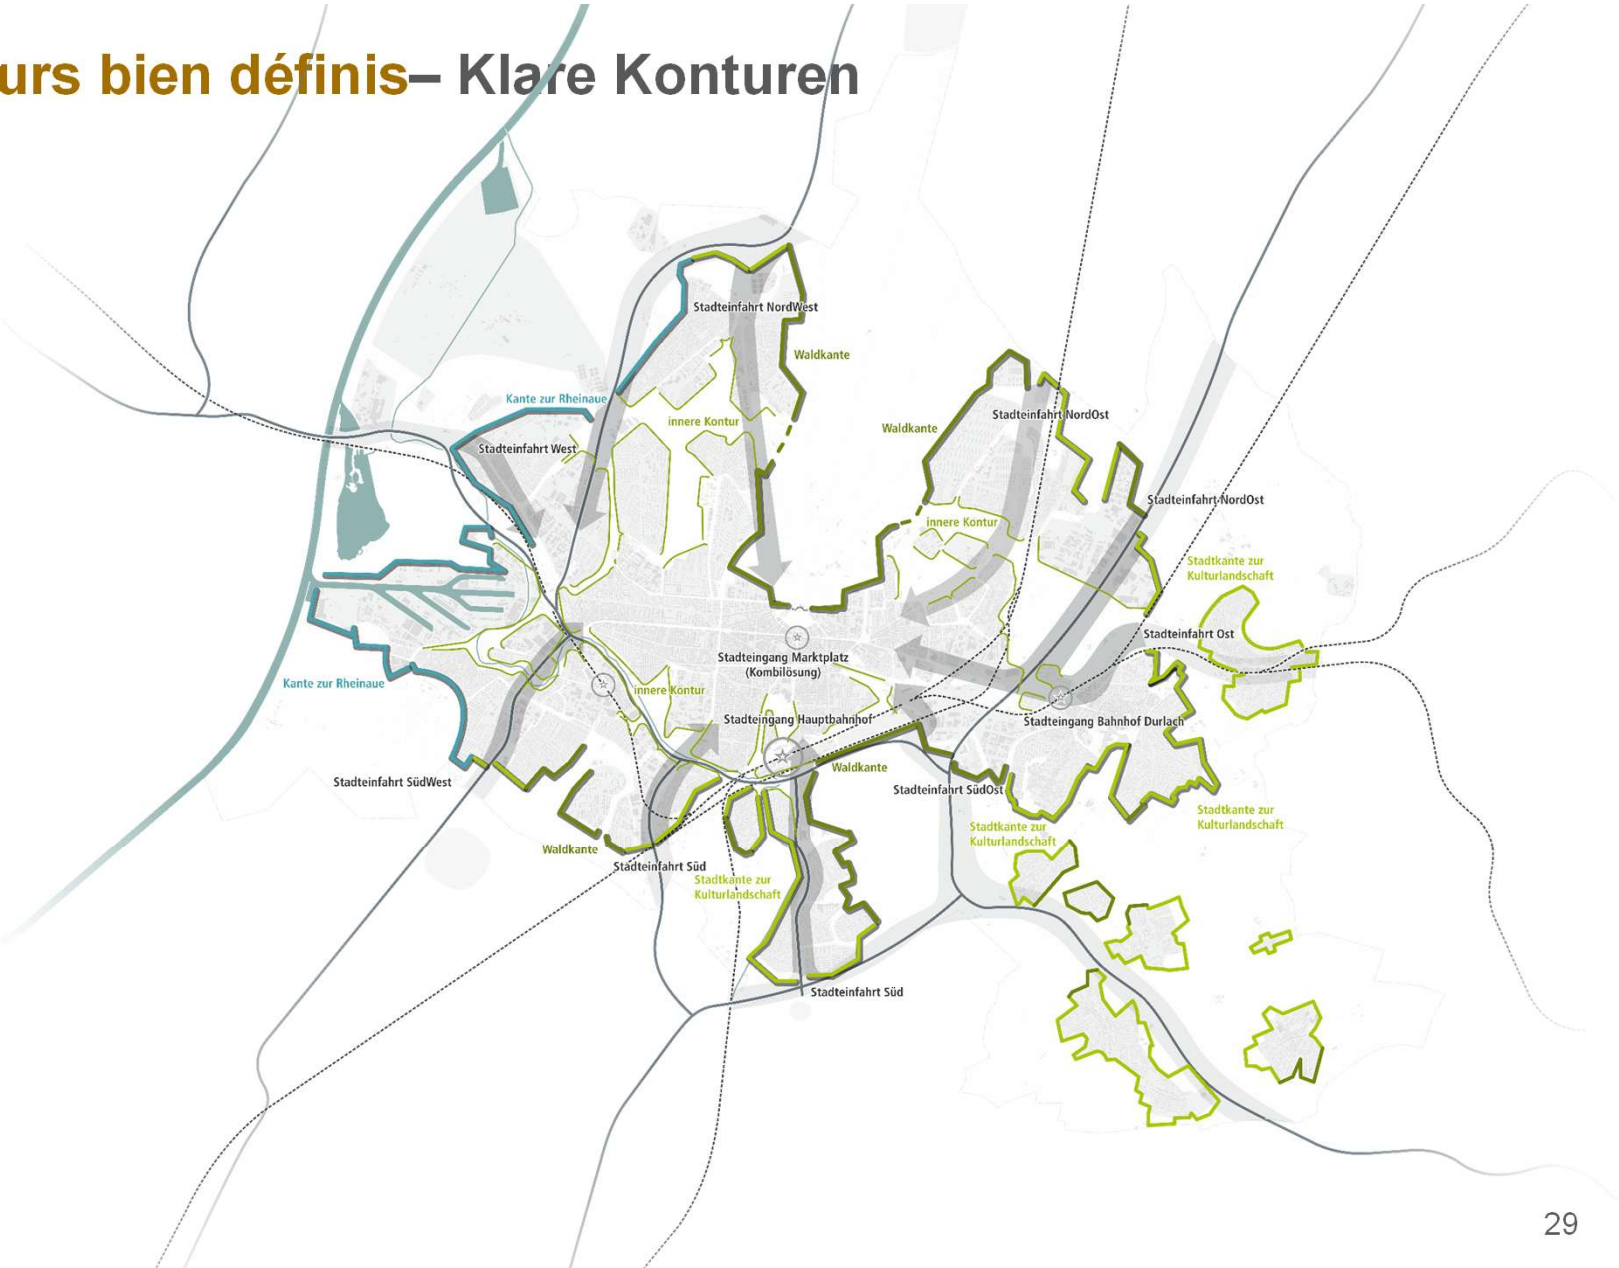 urs bien définis– Klare Konturen
Stadteinfahrt NordWest
Waldkante
Kante zur Rheinaue
innere Kontur
Stadteinfahrt NordOst
Waldkante
Stadteinfahrt West
Stadteinfahrt NordOst
innere Kontur
Stadtkante zur
Kulturlandschaft
Stadteinfahrt Ost
Stadteingang Marktplatz
(Kombilösung)
Kante zur Rheinaue
innere Kontur
Stadteingang Hauptbahnhof
Stadteingang Bahnhof Durlach
Waldkante
Stadteinfahrt SüdWest
Stadteinfahrt SüdOst
Stadtkante zur
Kulturlandschaft
Stadtkante zur
Kulturlandschaft
Waldkante
Stadteinfahrt Süd
Stadtkante zur
Kulturlandschaft
Stadteinfahrt Süd
29